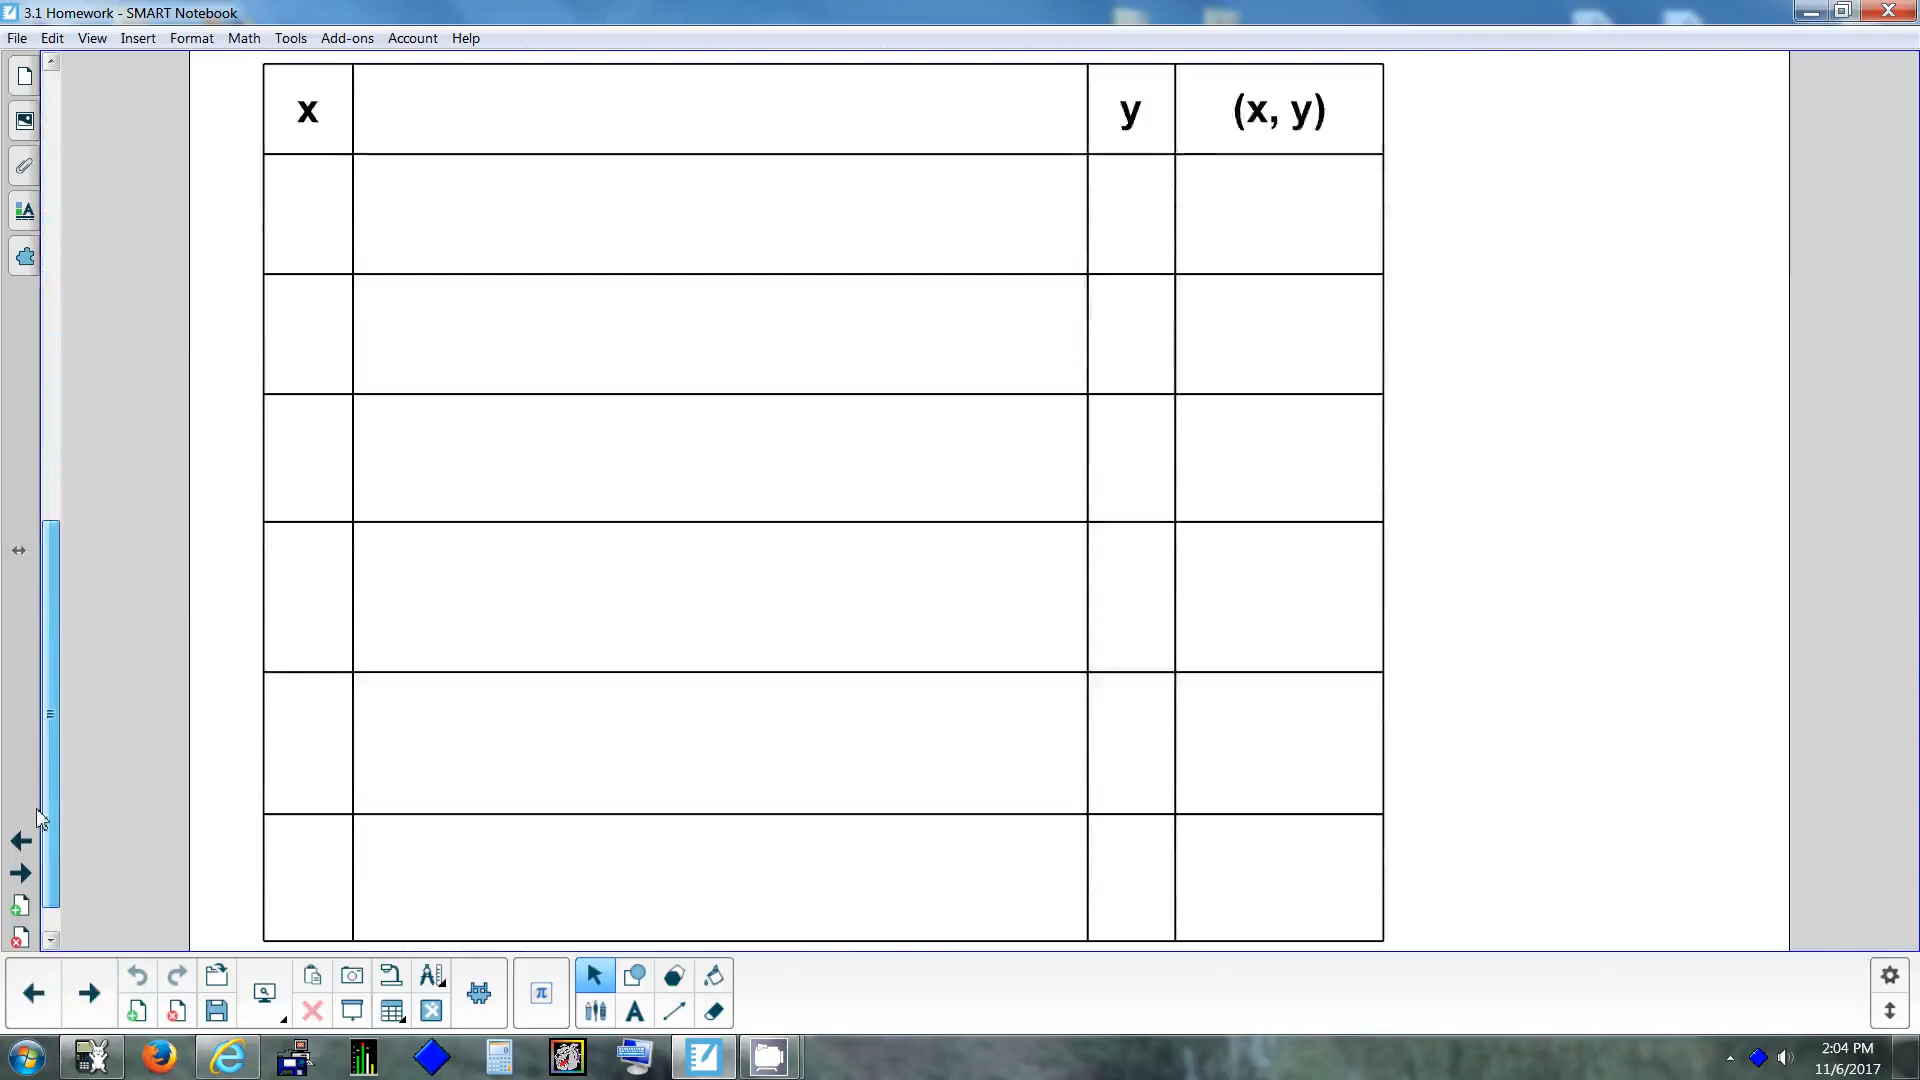 3.1 Homework - SMART Notebook
File Edit View Insert Format Math Tools Add-ons Account Help
x y (x, y)
2:04 PM
11/6/2017